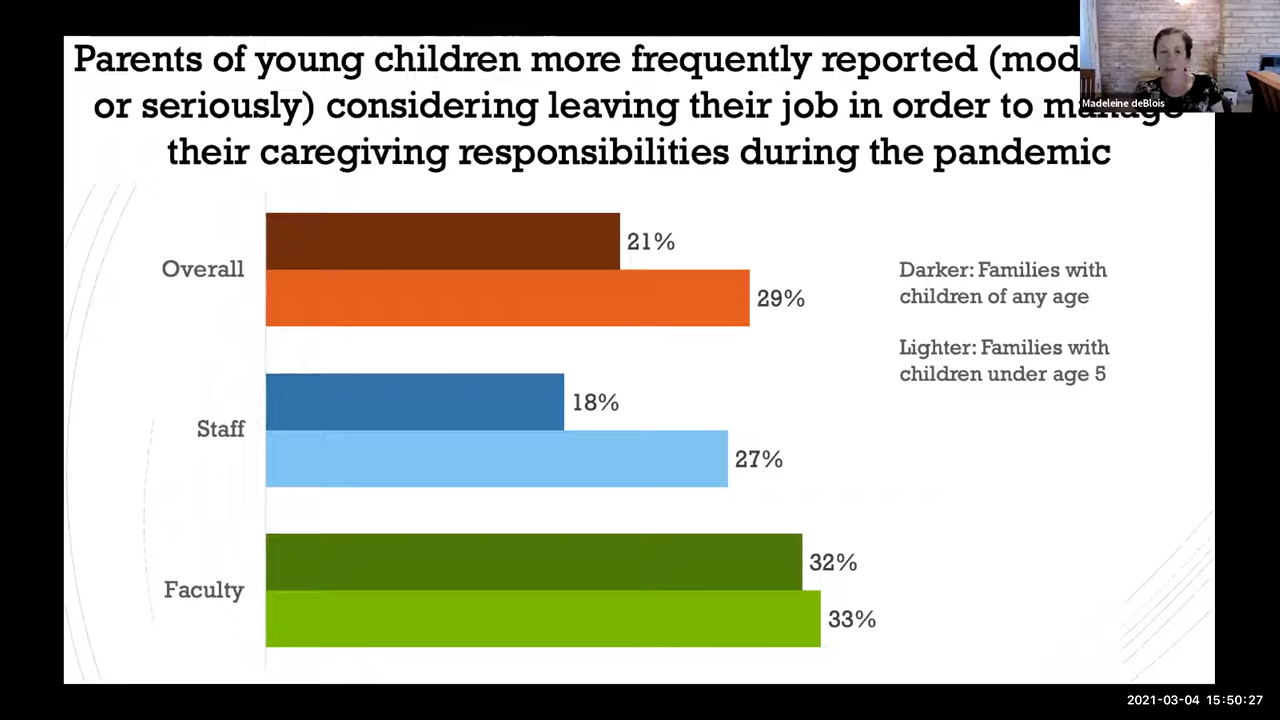 Parents of young children more frequently reported (mod
or seriously) considering leaving their job in order to manage
their caregiving responsibilities during the pandemic
Madeleine deBlois
Overall
21%
29%
Darker: Families with
children of any age
Lighter: Families with
children under age 5
Staff
18%
27%
Faculty
32%
33%
2021-03-04 15:50:27